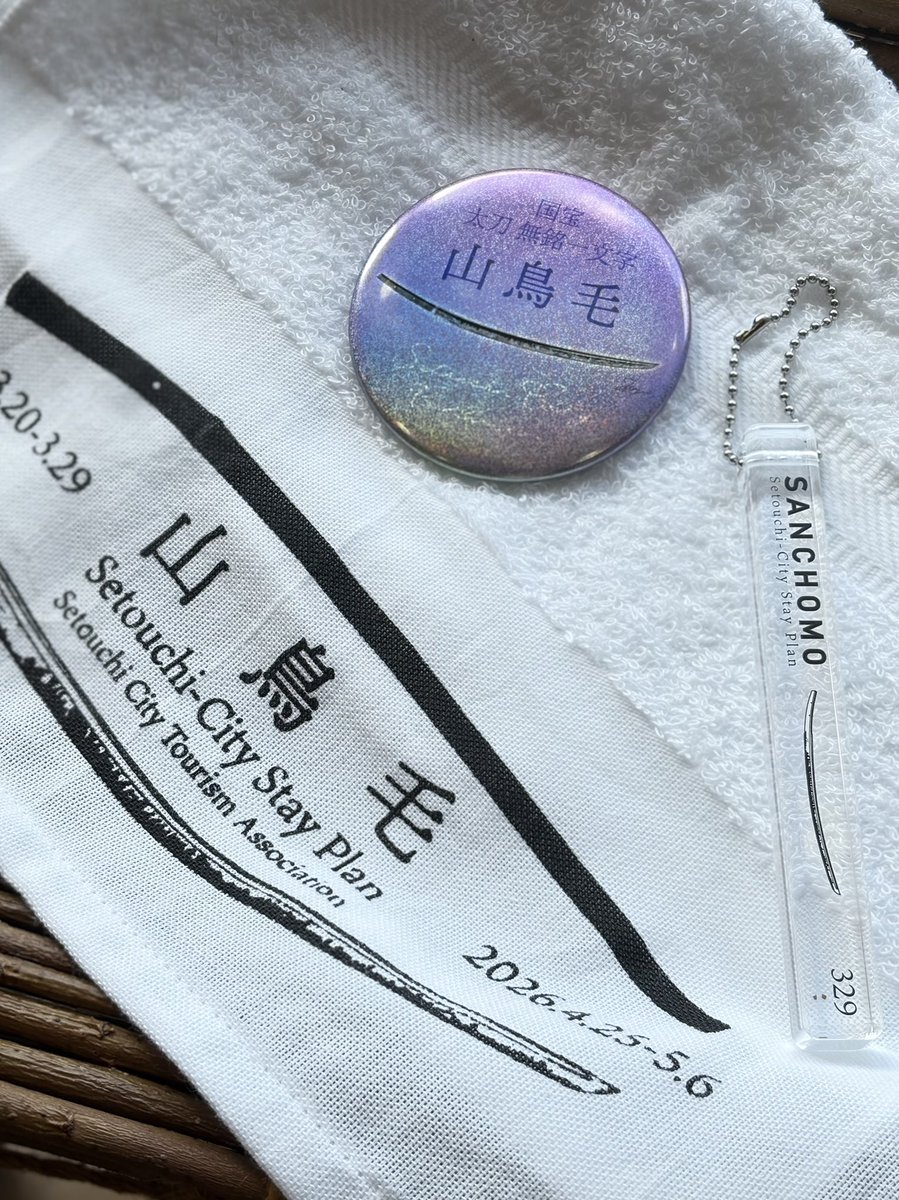 国宝
太刀 無銘一文字
山鳥毛
3.20-3.29
山鳥毛
Setouchi-City Stay Plan
Setouchi City Tourism Association
2026.4.25-5.6
SANCHOMO
Setouchi-City Stay Plan
329